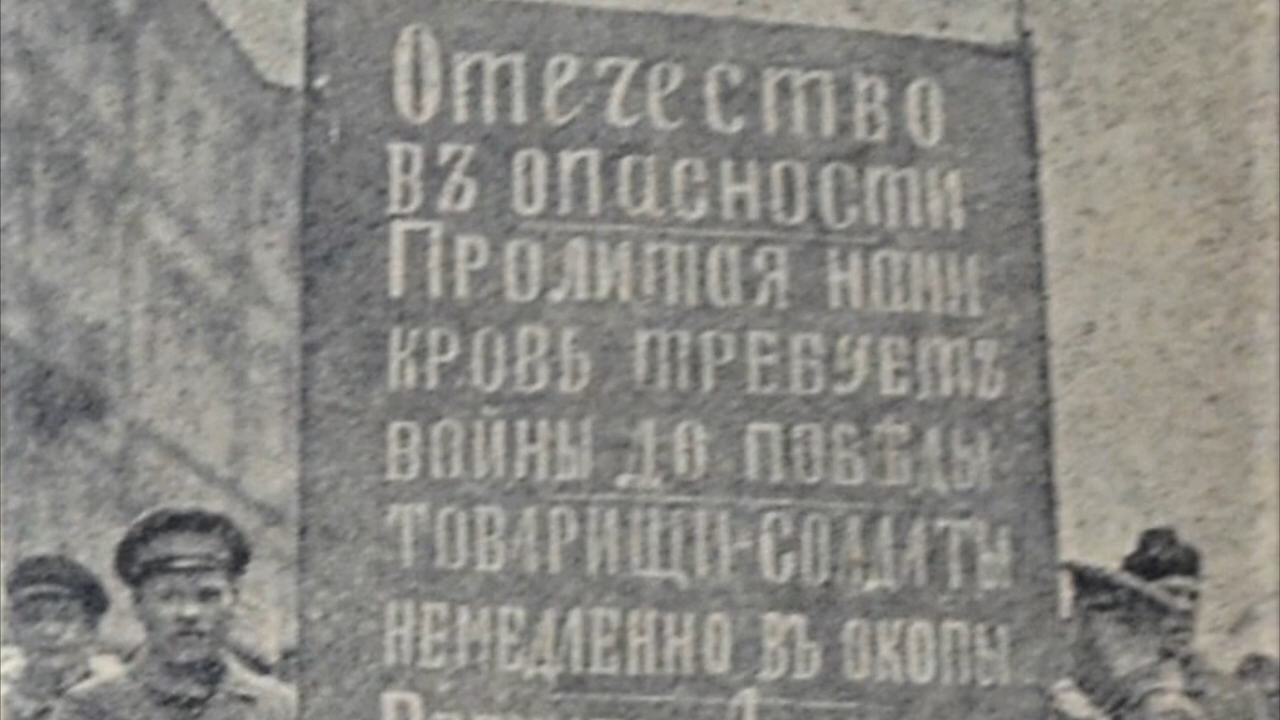 Отечество
въ опасности
Пролитая нами
кровь требуетъ
войны до побѣды
товарищи-солдаты
немедленно въ окопы